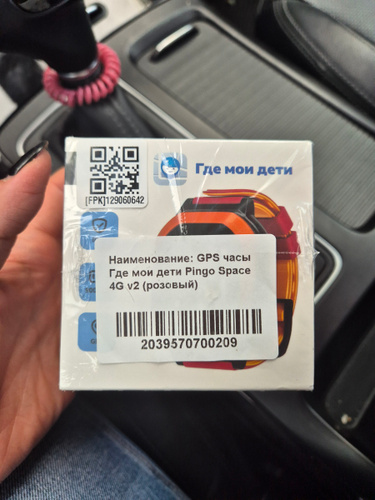 Где мои дети
[FPK]129060642
Наименование: GPS часы
Где мои дети Pingo Space
4G v2 (розовый)
2039570700209